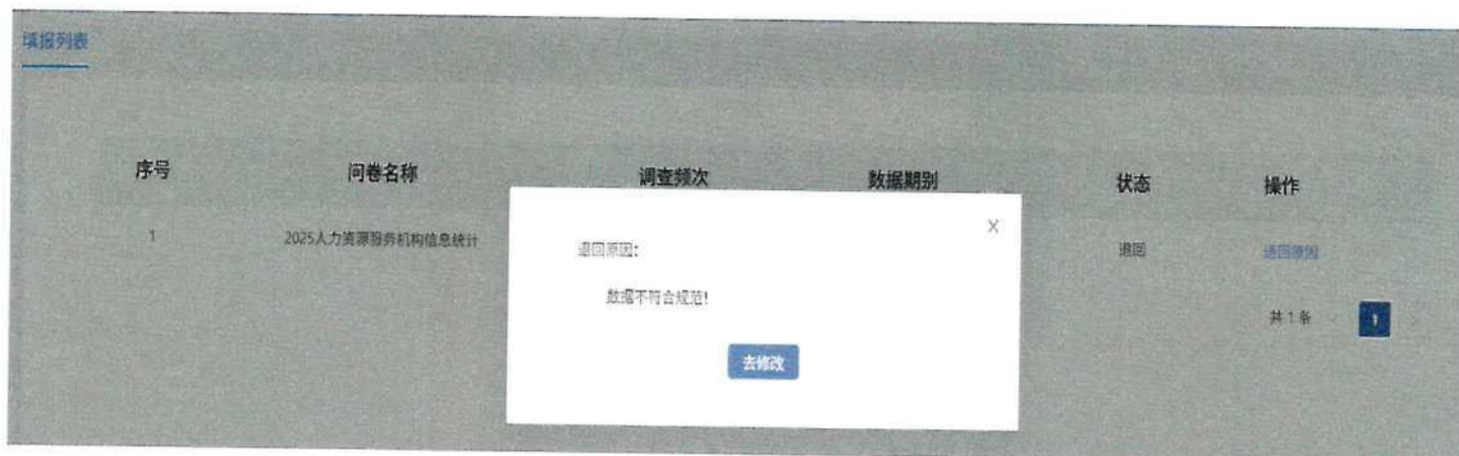 填报列表
序号 问卷名称 调查频次 数据期别 状态 操作
1 2025人力资源服务机构信息统计 退回 退回原因
X
退回原因:
数据不符合规范!
去修改
共 1 条 < 1 >